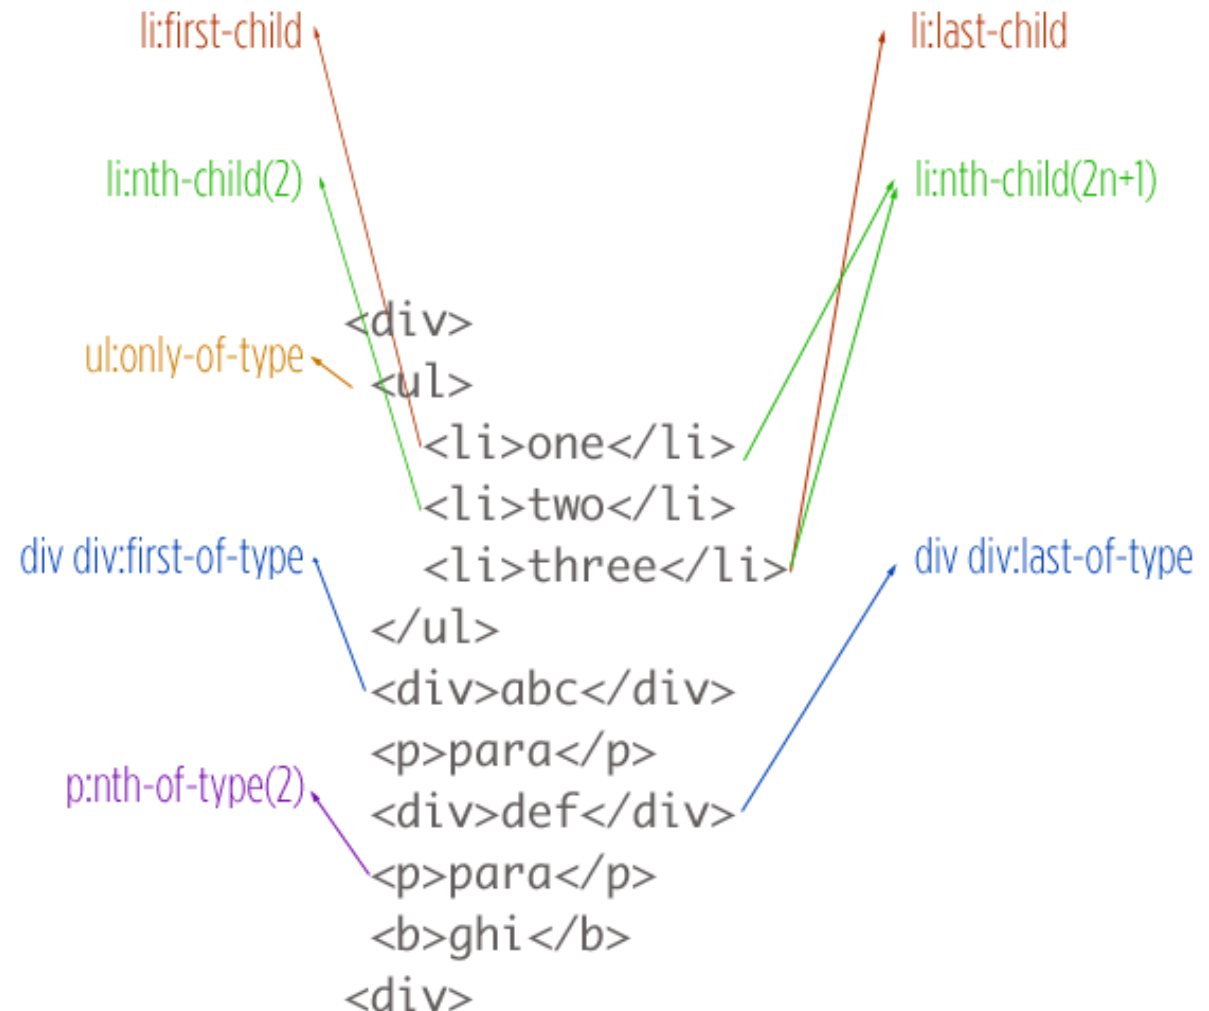 li:first-child
li:last-child
li:nth-child(2)
li:nth-child(2n+1)
<div>
ul:only-of-type
<ul>
<li>one</li>
<li>two</li>
div div:first-of-type
<li>three</li>
div div:last-of-type
</ul>
<div>abc</div>
<p>para</p>
p:nth-of-type(2)
<div>def</div>
<p>para</p>
<b>ghi</b>
<div>